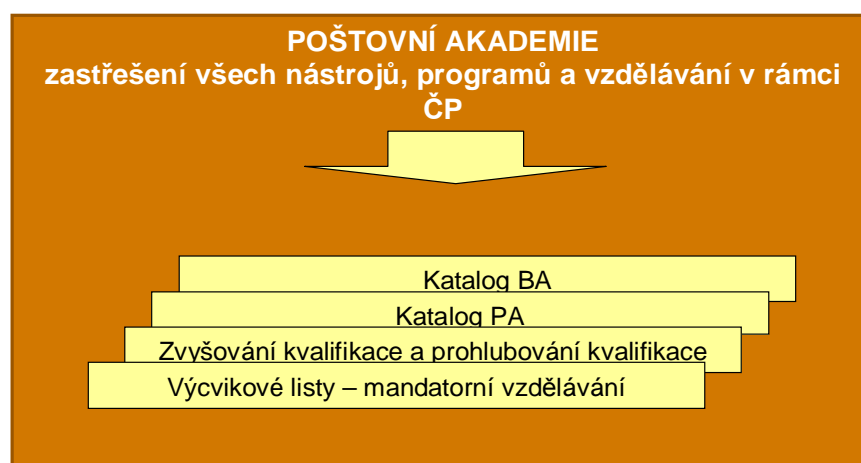 POŠTOVNÍ AKADEMIE
zastřešení všech nástrojů, programů a vzdělávání v rámci
ČP
Katalog BA
Katalog PA
Zvyšování kvalifikace a prohlubování kvalifikace
Výcvikové listy – mandatorní vzdělávání